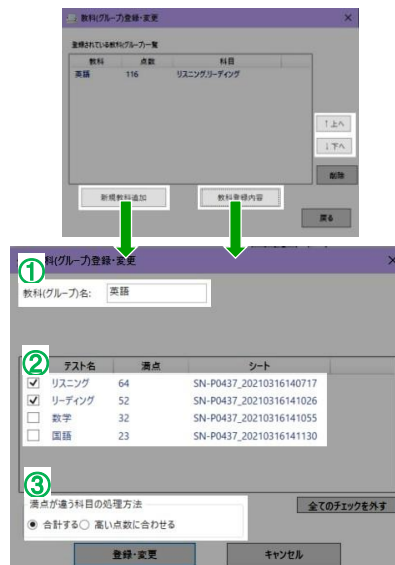 教科(グループ)登録・変更 ×
登録されている教科(グループ)一覧
教科 点数 科目
英語 116 リスニング,リーディング
↑上へ
↓下へ
削除
新規教科追加 教科登録内容
戻る
① 科(グループ)登録・変更 ×
教科(グループ)名: 英語
② テスト名 満点 シート
リスニング 64 SN-P0437_20210316140717
リーディング 52 SN-P0437_20210316141026
数学 32 SN-P0437_20210316141055
国語 23 SN-P0437_20210316141130
③
満点が違う科目の処理方法 全てのチェックを外す
合計する 高い点数に合わせる
登録・変更 キャンセル